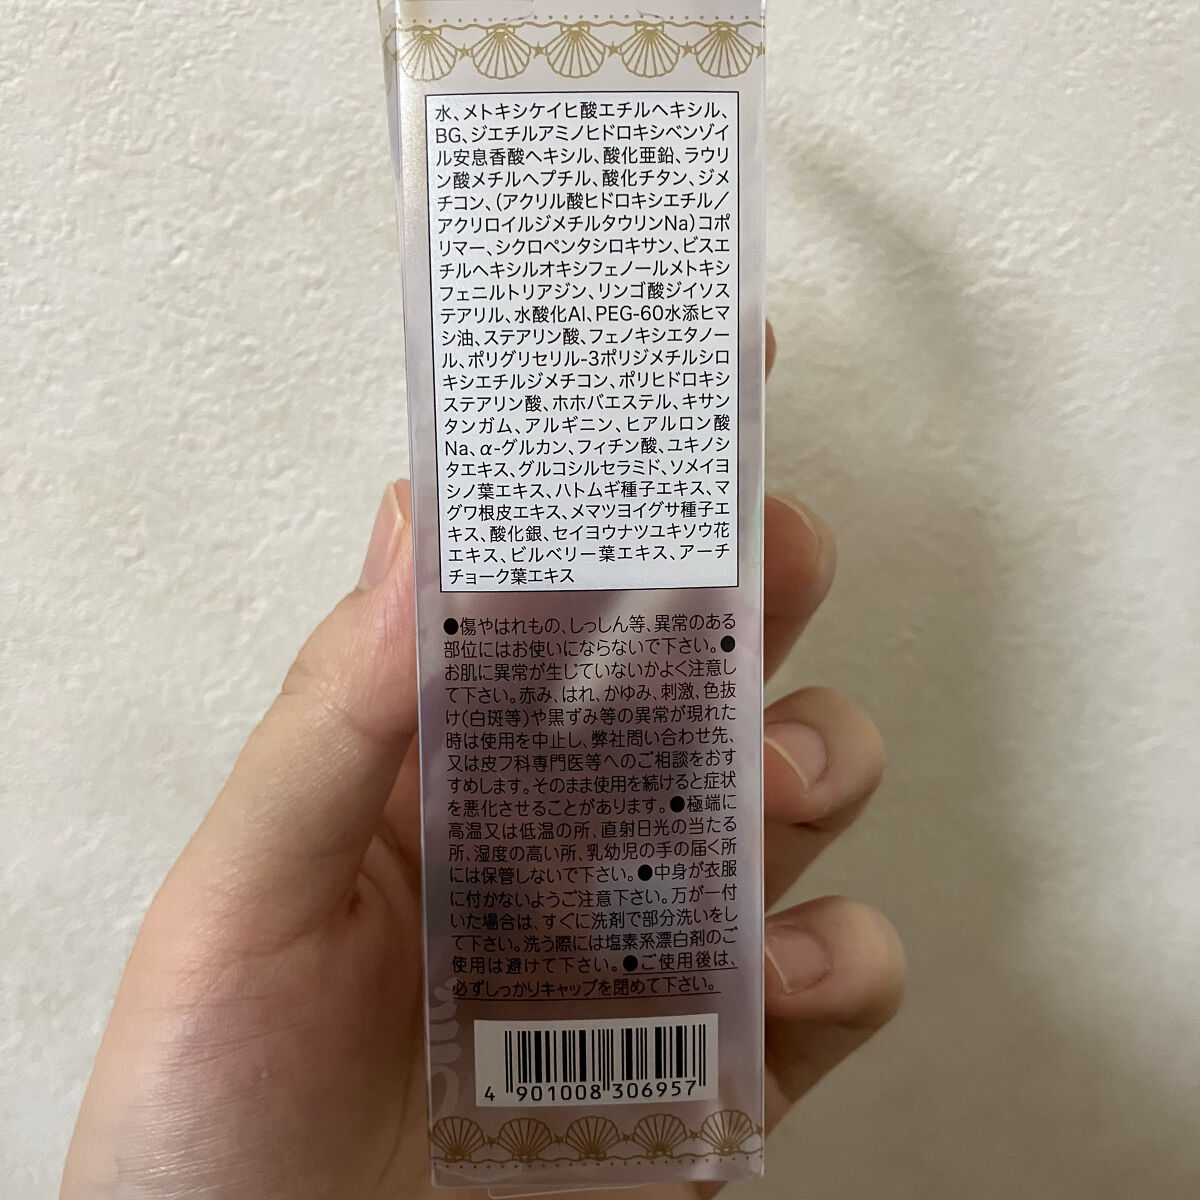 水、メトキシケイヒ酸エチルヘキシル、
BG、ジエチルアミノヒドロキシベンゾイ
ル安息香酸ヘキシル、酸化亜鉛、ラウリ
ン酸メチルヘプチル、酸化チタン、ジメ
チコン、(アクリル酸ヒドロキシエチル/
アクリロイルジメチルタウリンNa)コポ
リマー、シクロペンタシロキサン、ビスエ
チルヘキシルオキシフェノールメトキシ
フェニルトリアジン、リンゴ酸ジイソス
テアリル、水酸化Al、PEG-60水添ヒマ
シ油、ステアリン酸、フェノキシエタノー
ル、ポリグリセリル-3ポリジメチルシロ
キシエチルジメチコン、ポリヒドロキシ
ステアリン酸、ホホバエステル、キサン
タンガム、アルギニン、ヒアルロン酸
Na、α-グルカン、フィチン酸、ユキノシ
タエキス、グルコシルセラミド、ソメイヨ
シノ葉エキス、ハトムギ種子エキス、マ
グワ根皮エキス、メマツヨイグサ種子エ
キス、酸化銀、セイヨウナツユキソウ花
エキス、ビルベリー葉エキス、アーチ
チョーク葉エキス
●傷やはれもの、しっしん等、異常のある
部位にはお使いにならないで下さい。●
お肌に異常が生じていないかよく注意し
て下さい。赤み、はれ、かゆみ、刺激、色抜
け(白斑等)や黒ずみ等の異常が現れた
時は使用を中止し、弊社問い合わせ先、
又は皮フ科専門医等へのご相談をおす
すめします。そのまま使用を続けると症状
を悪化させることがあります。●極端に
高温又は低温の所、直射日光の当たる
所、湿度の高い所、乳幼児の手の届く所
には保管しないで下さい。●中身が衣服
に付かないようご注意下さい。万が一付
いた場合は、すぐに洗剤で部分洗いをし
て下さい。洗う際には塩素系漂白剤のご
使用は避けて下さい。●ご使用後は、
必ずしっかりキャップを閉めて下さい。
4 901008 306957